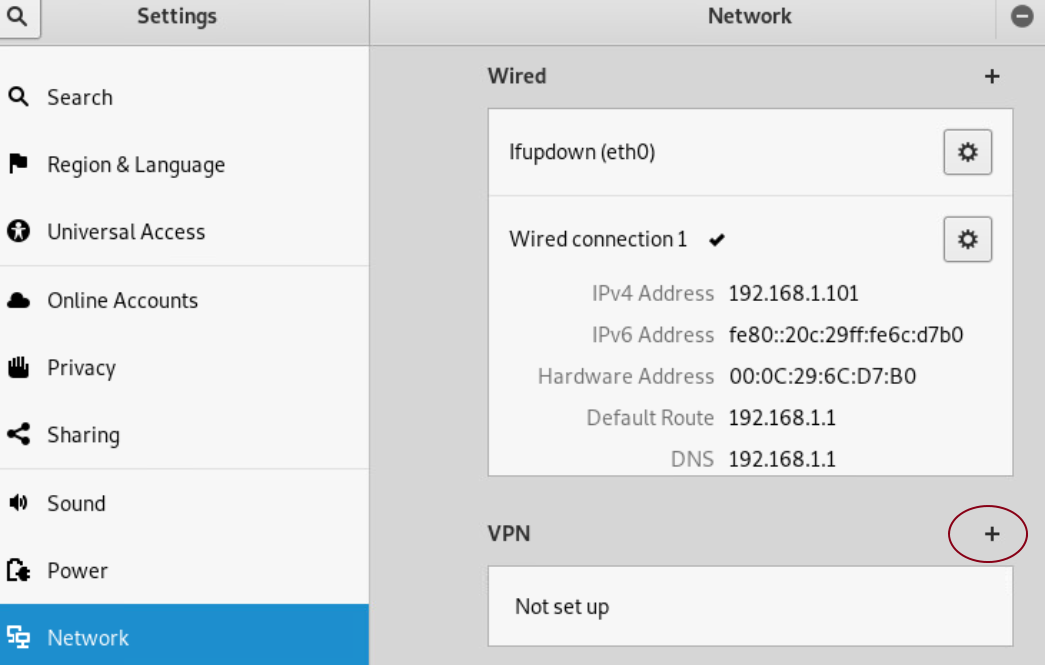 Settings
Network
Search
Region & Language
Universal Access
Online Accounts
Privacy
Sharing
Sound
Power
Network
Wired
Ifupdown (eth0)
Wired connection 1
IPv4 Address 192.168.1.101
IPv6 Address fe80::20c:29ff:fe6c:d7b0
Hardware Address 00:0C:29:6C:D7:B0
Default Route 192.168.1.1
DNS 192.168.1.1
VPN
Not set up